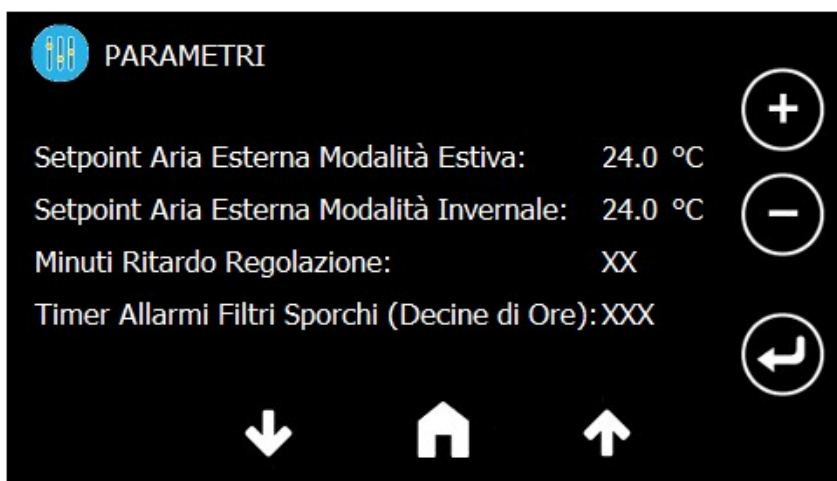 PARAMETRI
Setpoint Aria Esterna Modalità Estiva: 24.0 °C
Setpoint Aria Esterna Modalità Invernale: 24.0 °C
Minuti Ritardo Regolazione: XX
Timer Allarmi Filtri Sporchi (Decine di Ore): XXX